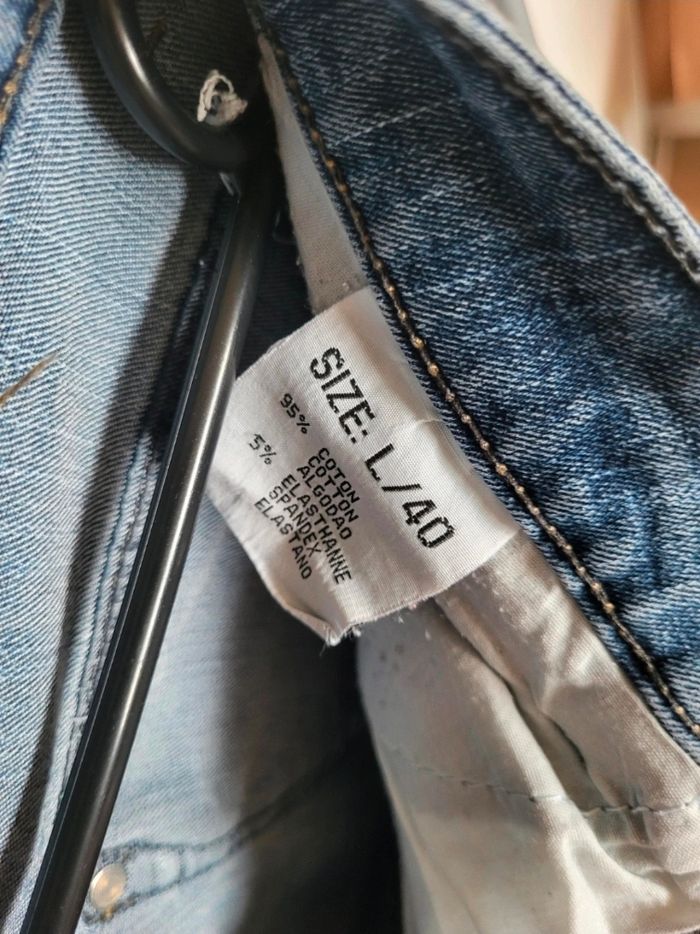 SIZE: L/40
95% COTON
COTTON
ALGODAO
5% ELASTHANNE
SPANDEX
ELASTANO